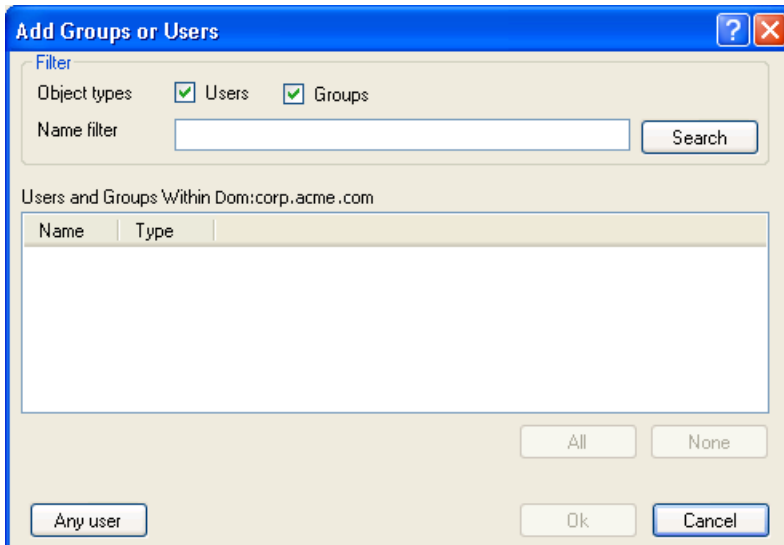 Add Groups or Users
Filter
Object types Users Groups
Name filter Search
Users and Groups Within Dom:corp.acme.com
Name Type
All None
Any user Ok Cancel